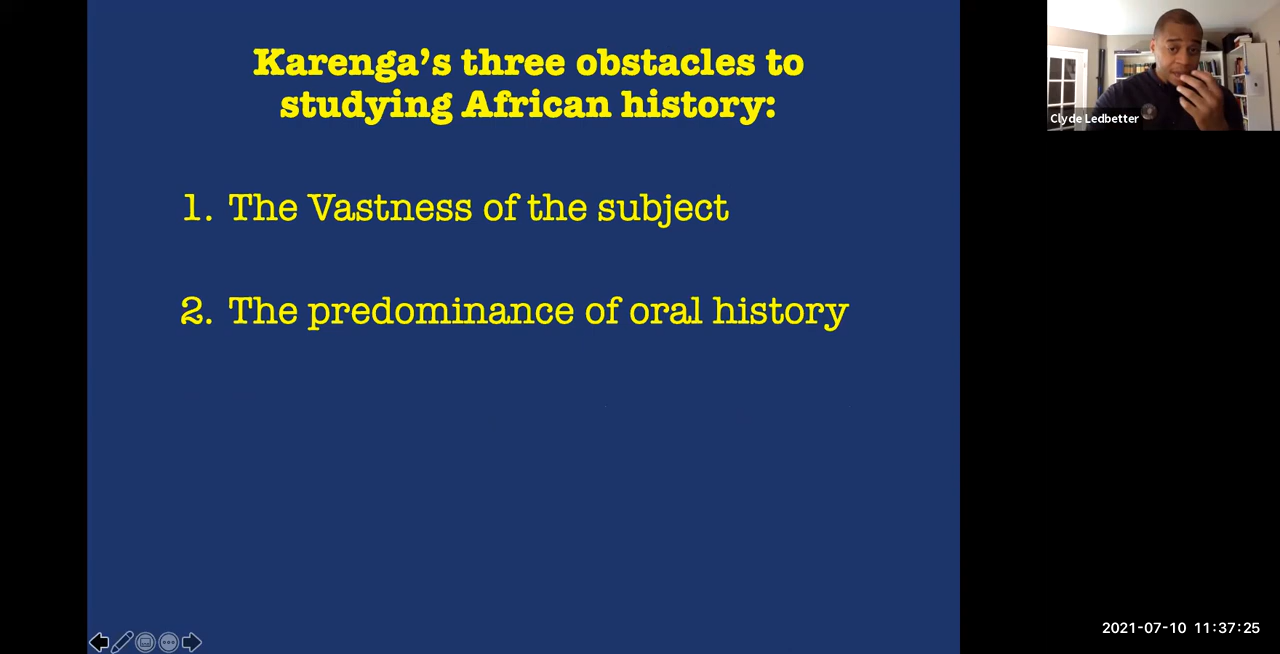 Karenga’s three obstacles to
studying African history:
1. The Vastness of the subject
2. The predominance of oral history
Clyde Ledbetter
2021-07-10 11:37:25